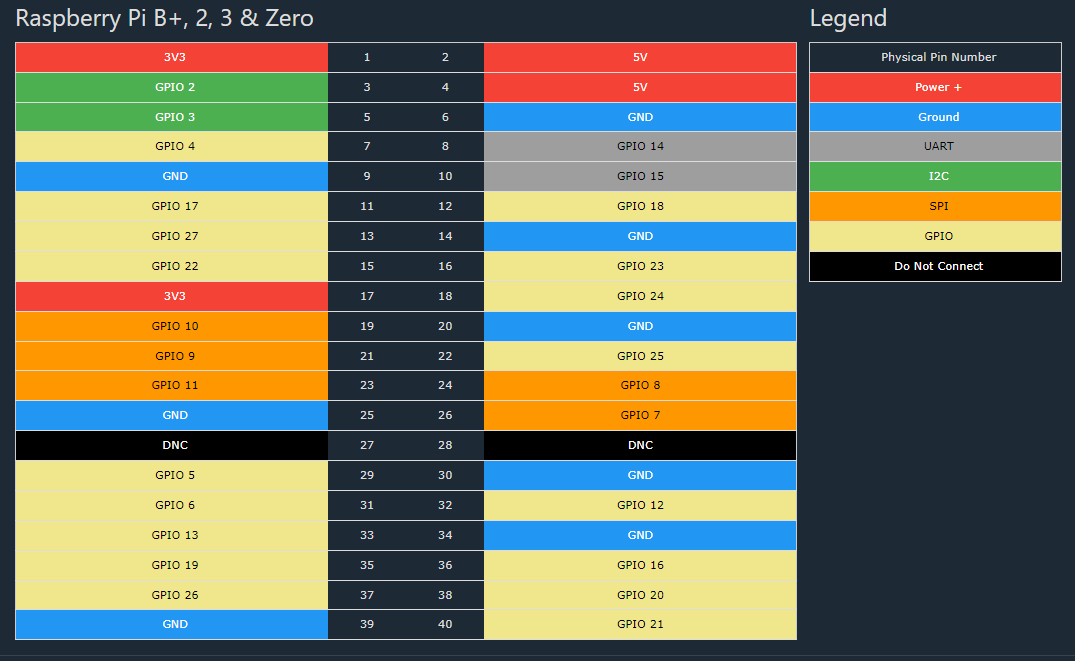 Raspberry Pi B+, 2, 3 & Zero
3V3 1 2 5V
GPIO 2 3 4 5V
GPIO 3 5 6 GND
GPIO 4 7 8 GPIO 14
GND 9 10 GPIO 15
GPIO 17 11 12 GPIO 18
GPIO 27 13 14 GND
GPIO 22 15 16 GPIO 23
3V3 17 18 GPIO 24
GPIO 10 19 20 GND
GPIO 9 21 22 GPIO 25
GPIO 11 23 24 GPIO 8
GND 25 26 GPIO 7
DNC 27 28 DNC
GPIO 5 29 30 GND
GPIO 6 31 32 GPIO 12
GPIO 13 33 34 GND
GPIO 19 35 36 GPIO 16
GPIO 26 37 38 GPIO 20
GND 39 40 GPIO 21
Legend
Physical Pin Number
Power +
Ground
UART
I2C
SPI
GPIO
Do Not Connect